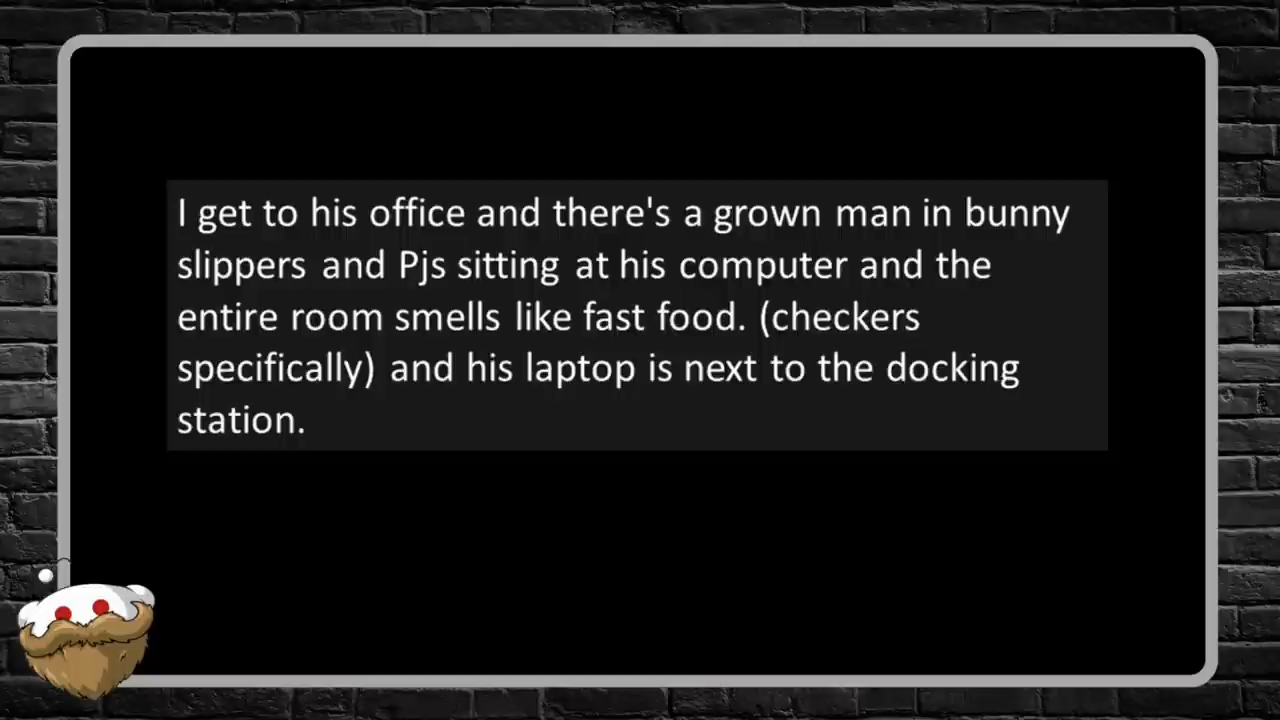 I get to his office and there's a grown man in bunny
slippers and Pjs sitting at his computer and the
entire room smells like fast food. (checkers
specifically) and his laptop is next to the docking
station.